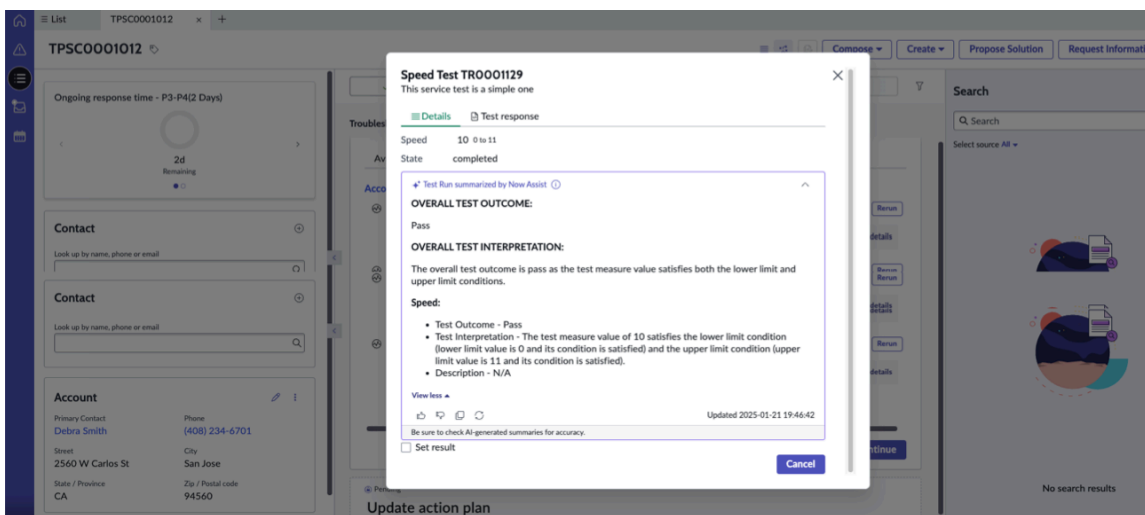 List
TPSC0001012
TPSC0001012
Compose
Create
Propose Solution
Request Informati
Ongoing response time - P3-P4(2 Days)
2d
Remaining
Contact
Look up by name, phone or email
Contact
Look up by name, phone or email
Account
Primary Contact
Phone
Debra Smith
(408) 234-6701
Street
City
2560 W Carlos St
San Jose
State / Province
Zip / Postal code
CA
94560
Troubles
Av
Acco
Speed Test TR0001129
This service test is a simple one
Details
Test response
Speed 10 0 to 11
State completed
Test Run summarized by Now Assist
OVERALL TEST OUTCOME:
Pass
OVERALL TEST INTERPRETATION:
The overall test outcome is pass as the test measure value satisfies both the lower limit and
upper limit conditions.
Speed:
• Test Outcome - Pass
• Test Interpretation - The test measure value of 10 satisfies the lower limit condition
(lower limit value is 0 and its condition is satisfied) and the upper limit condition (upper
limit value is 11 and its condition is satisfied).
• Description - N/A
View less
Updated 2025-01-21 19:46:42
Be sure to check AI-generated summaries for accuracy.
Set result
Cancel
Rerun
details
Rerun
details
Rerun
details
ntinue
Update action plan
Search
Search
Select source All
No search results